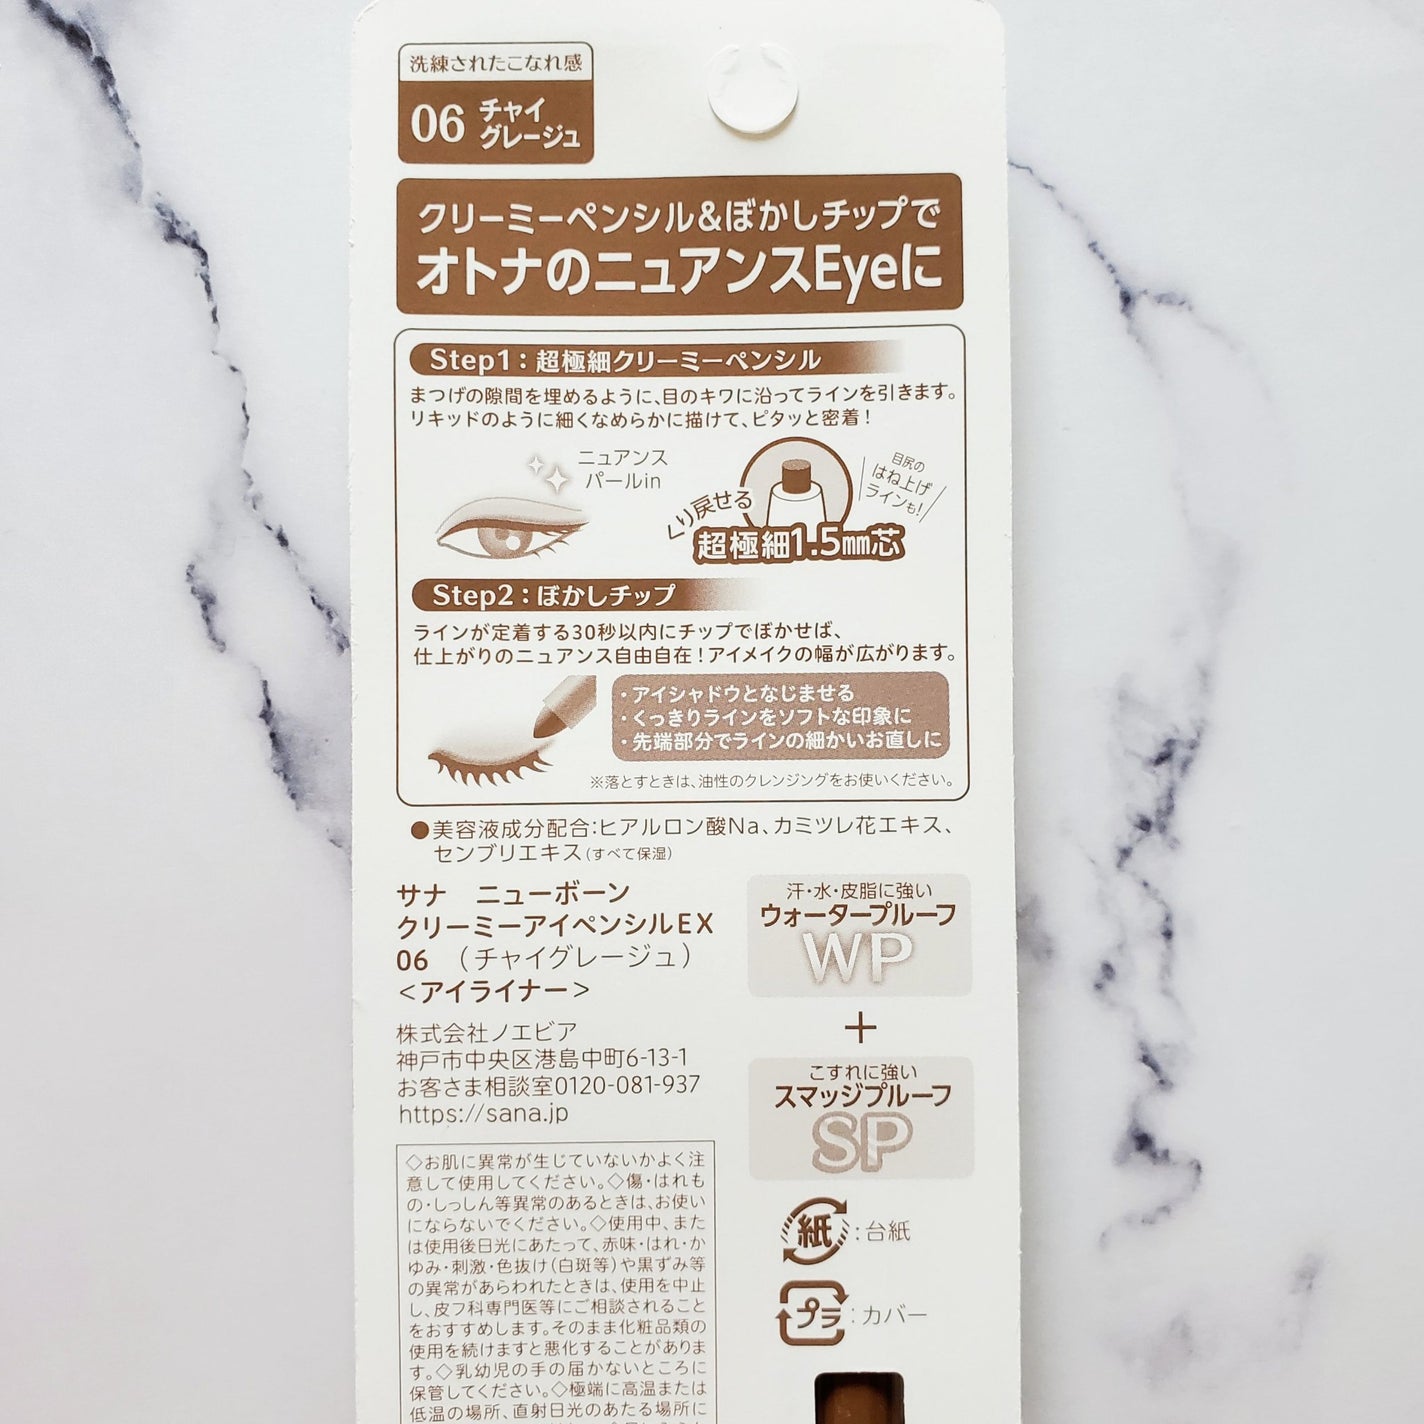 洗練されたこなれ感
06 チャイ
グレージュ
クリーミーペンシル&ぼかしチップで
オトナのニュアンスEyeに
Step1：超極細クリーミーペンシル
まつげの隙間を埋めるように、目のキワに沿ってラインを引きます。
リキッドのように細くなめらかに描けて、ピタッと密着！
ニュアンス
パールin
くり戻せる
超極細1.5mm芯
目尻の
はね上げ
ラインも！
Step2：ぼかしチップ
ラインが定着する30秒以内にチップでぼかせば、
仕上がりのニュアンス自由自在！アイメイクの幅が広がります。
・アイシャドウとなじませる
・くっきりラインをソフトな印象に
・先端部分でラインの細かいお直しに
※落とすときは、油性のクレンジングをお使いください。
●美容液成分配合:ヒアルロン酸Na、カミツレ花エキス、
センブリエキス(すべて保湿)
サナ　ニューボーン
クリーミーアイペンシルEX
06　（チャイグレージュ）
＜アイライナー＞
株式会社ノエビア
神戸市中央区港島中町6-13-1
お客さま相談室0120-081-937
https://sana.jp
汗・水・皮脂に強い
ウォータープルーフ
WP
+
こすれに強い
スマッジプルーフ
SP
紙:台紙
プラ:カバー
◇お肌に異常が生じていないかよく注
意して使用してください。◇傷・はれも
の・しっしん等異常のあるときは、お使い
にならないでください。◇使用中、また
は使用後日光にあたって、赤味・はれ・か
ゆみ・刺激・色抜け(白斑等)や黒ずみ等
の異常があらわれたときは、使用を中止
し、皮フ科専門医等にご相談されること
をおすすめします。そのまま化粧品類の
使用を続けますと悪化することがありま
す。◇乳幼児の手の届かないところに
保管してください。◇極端に高温または
低温の場所、直射日光のあたる場所に